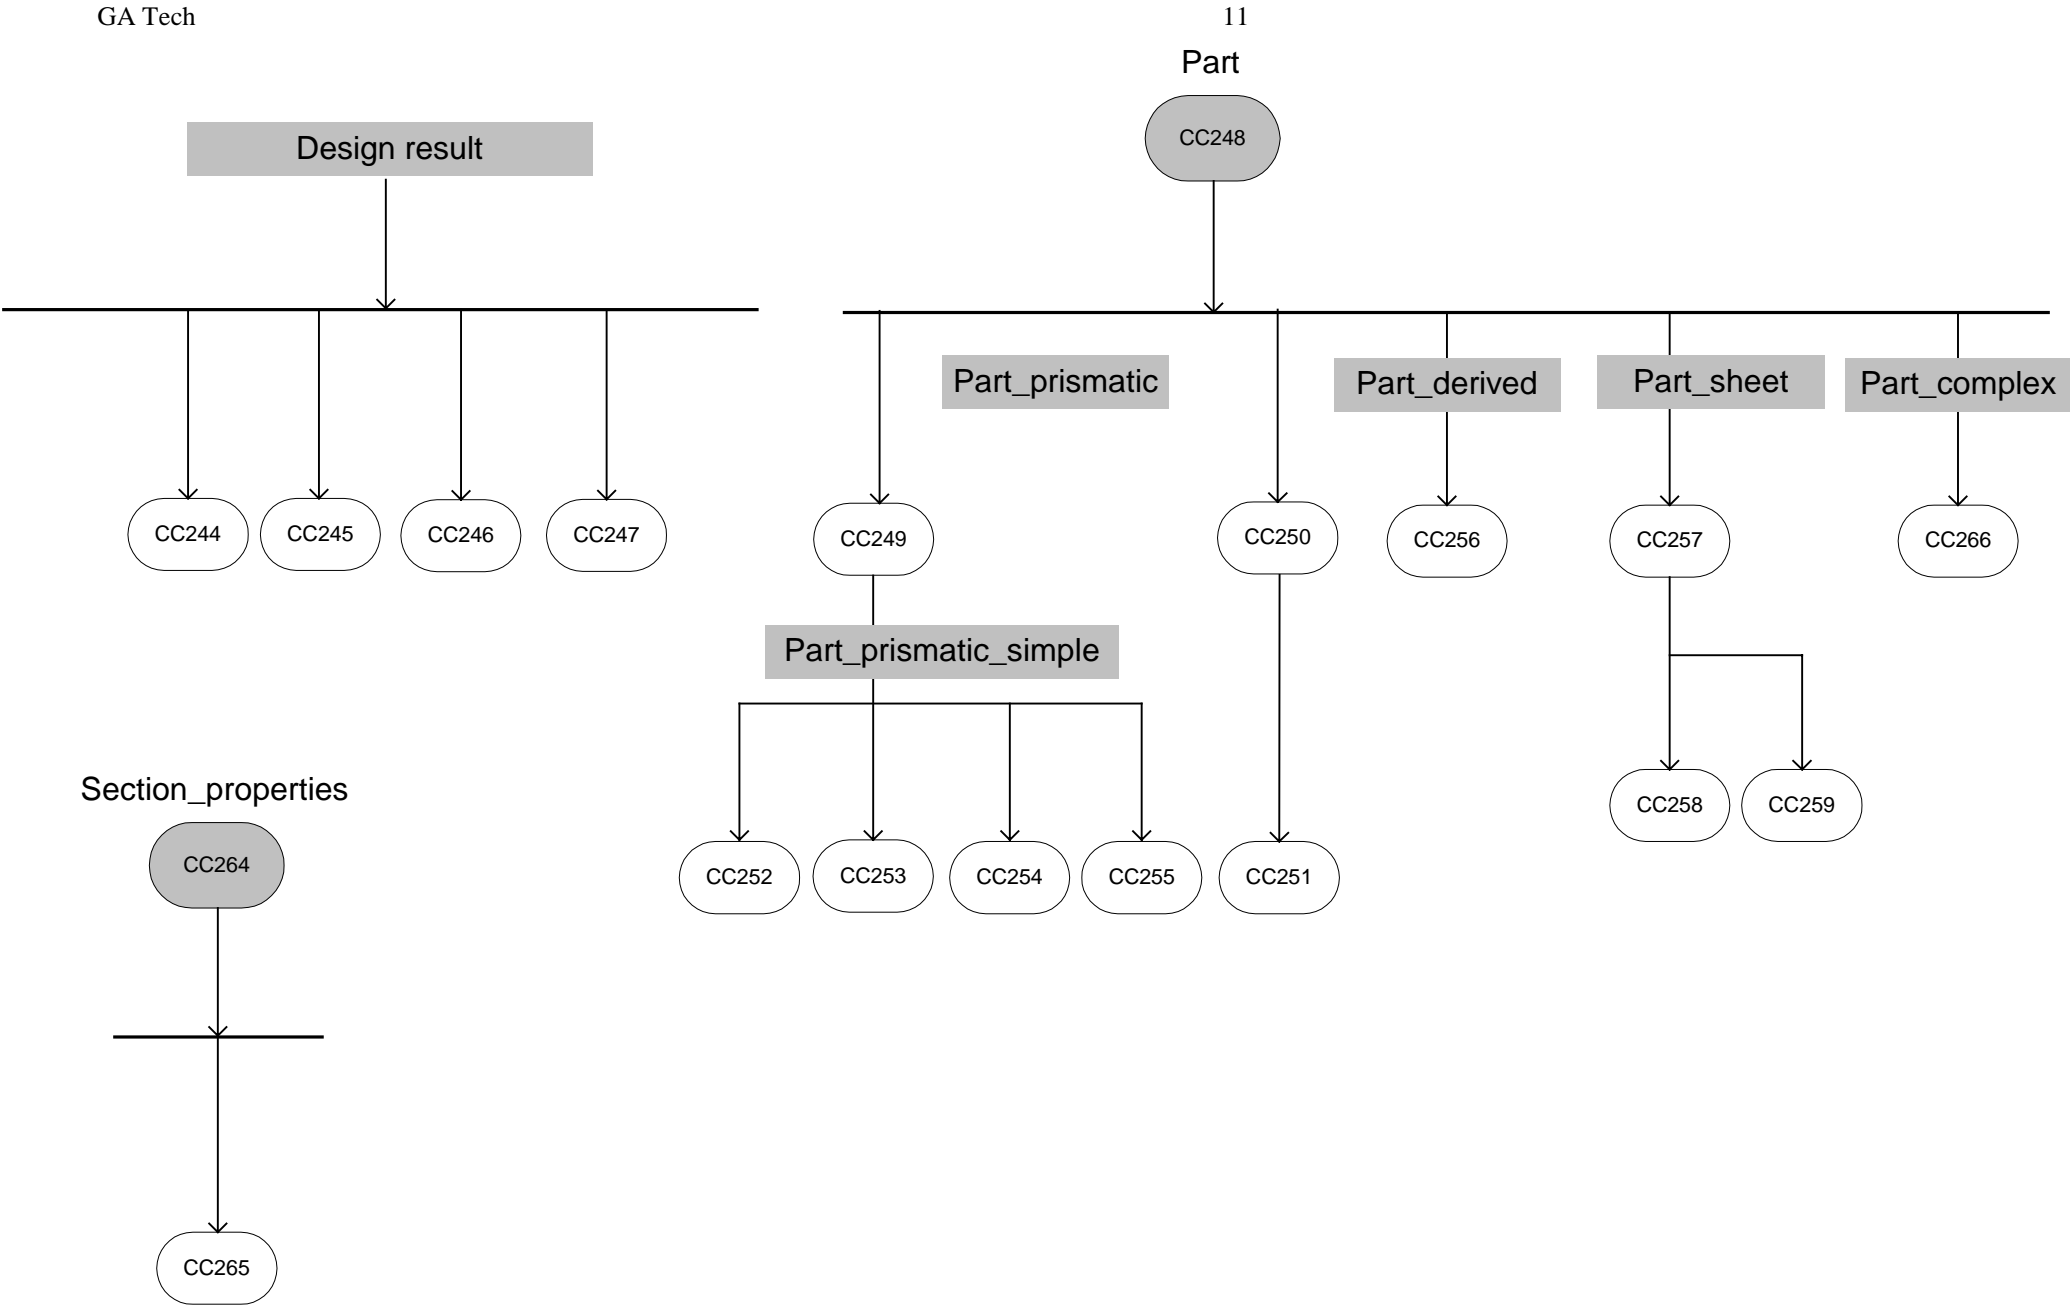 GA Tech 11
Part
CC248
Design result
Part_prismatic Part_derived Part_sheet Part_complex
CC244 CC245 CC246 CC247 CC249 CC250 CC256 CC257 CC266
Part_prismatic_simple
Section_properties
CC258 CC259
CC264
CC252 CC253 CC254 CC255 CC251
CC265